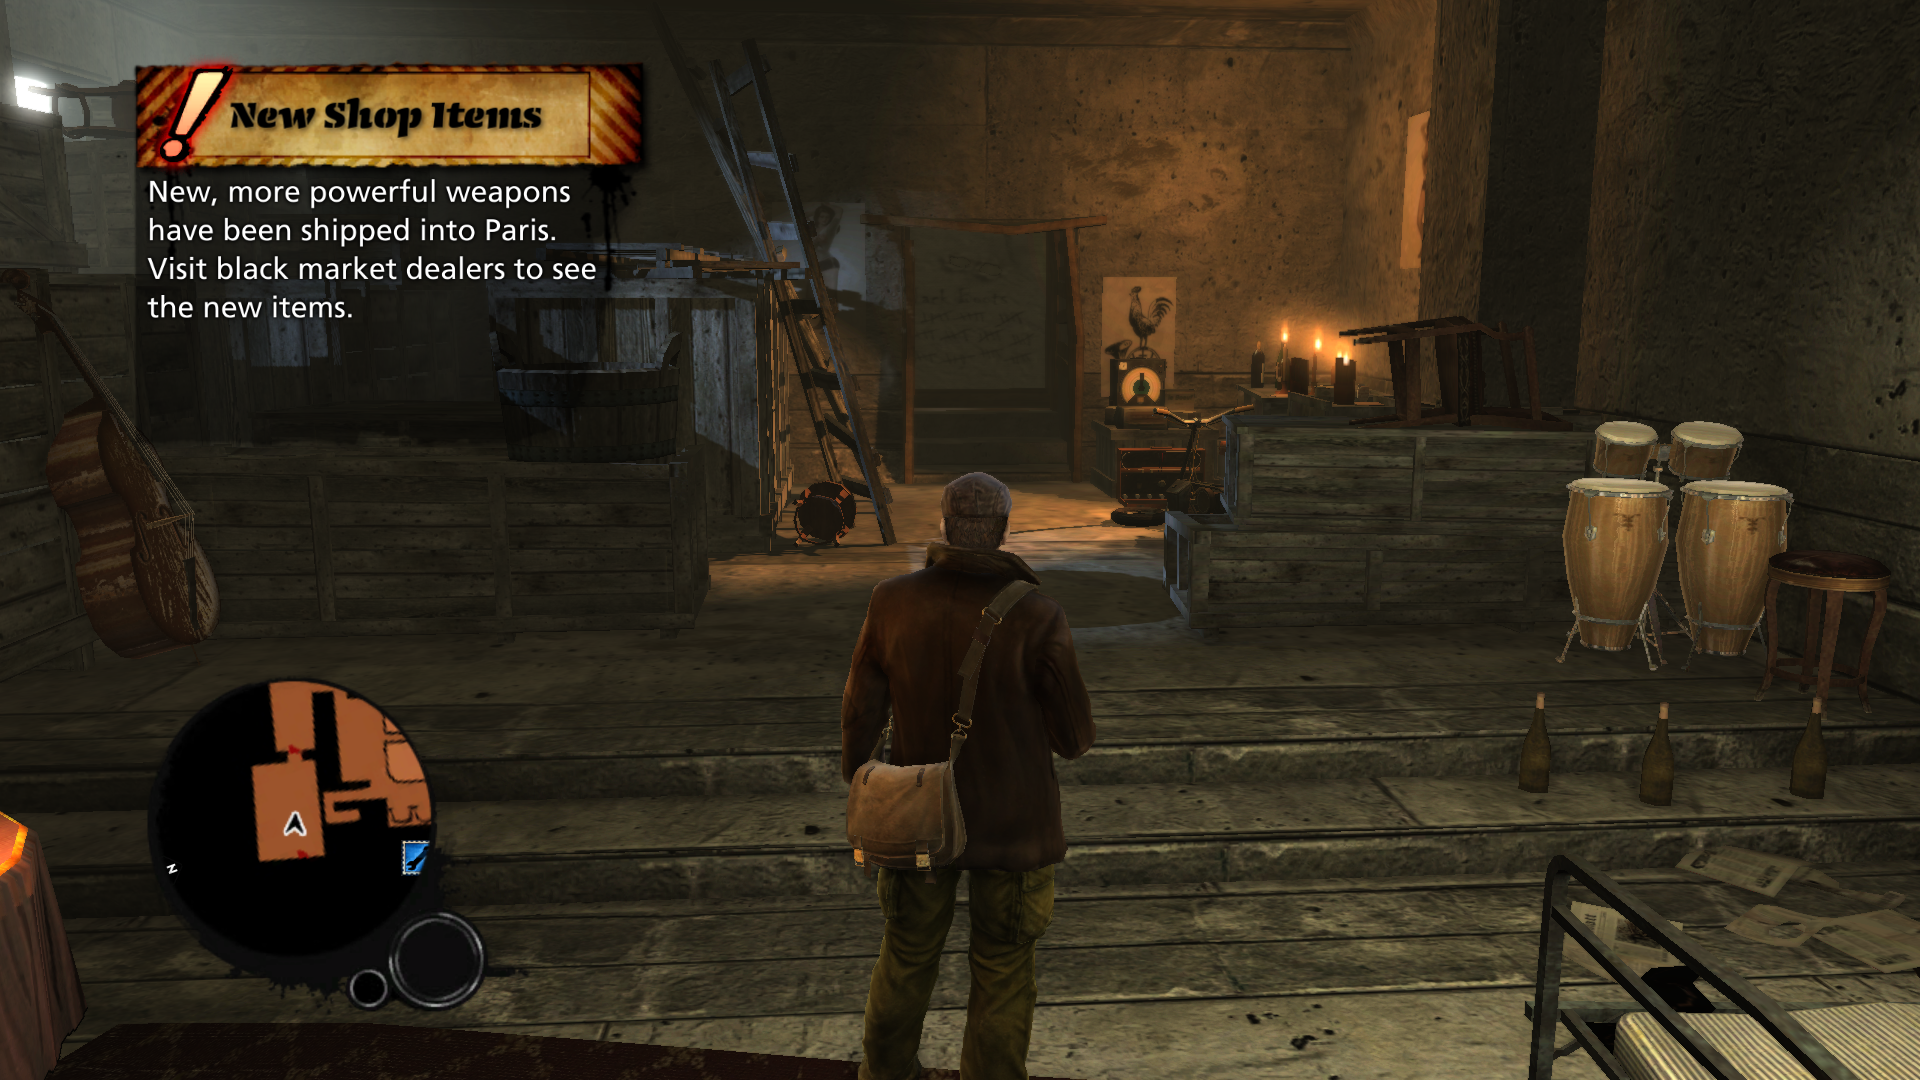 New Shop Items
New, more powerful weapons
have been shipped into Paris.
Visit black market dealers to see
the new items.
N